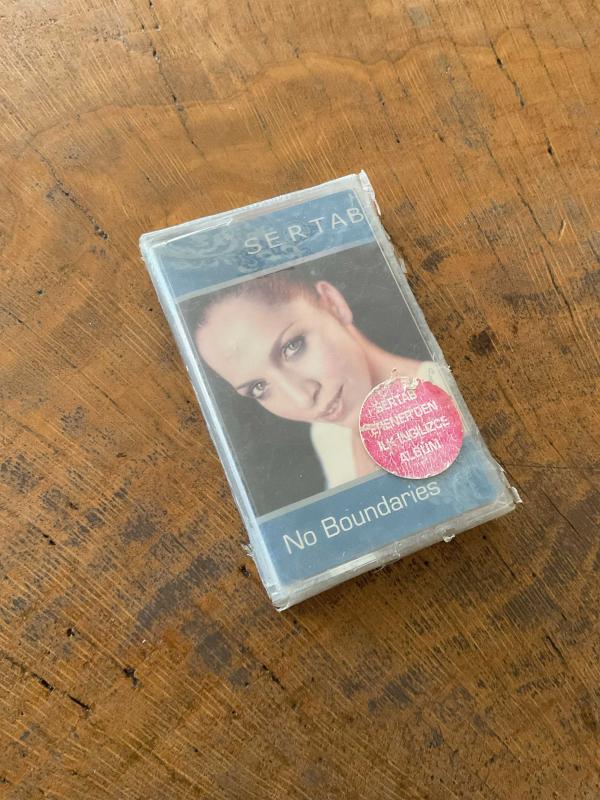 SERTAB
SERTAB
ERENER'DEN
İLK İNGİLİZCE
ALBÜM
No Boundaries